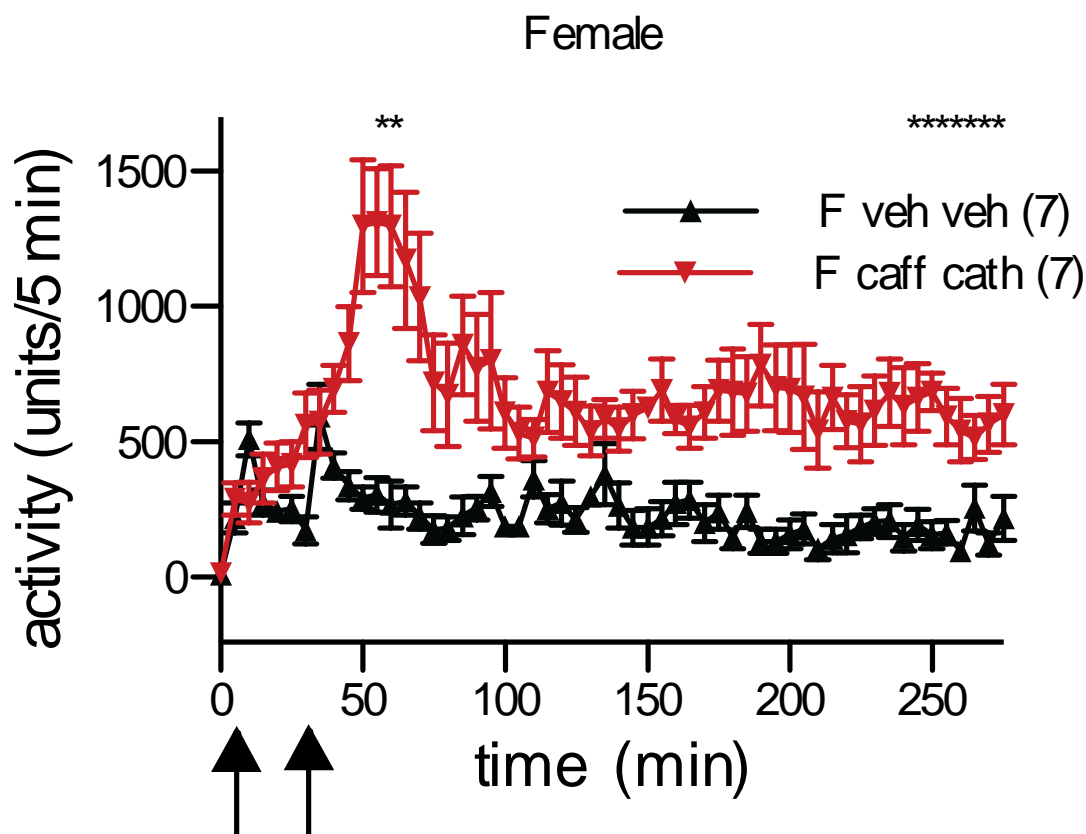 Female
**
*******
activity (units/5 min)
1500
1000
500
0
F veh veh (7)
F caff cath (7)
0 50 100 150 200 250
time (min)